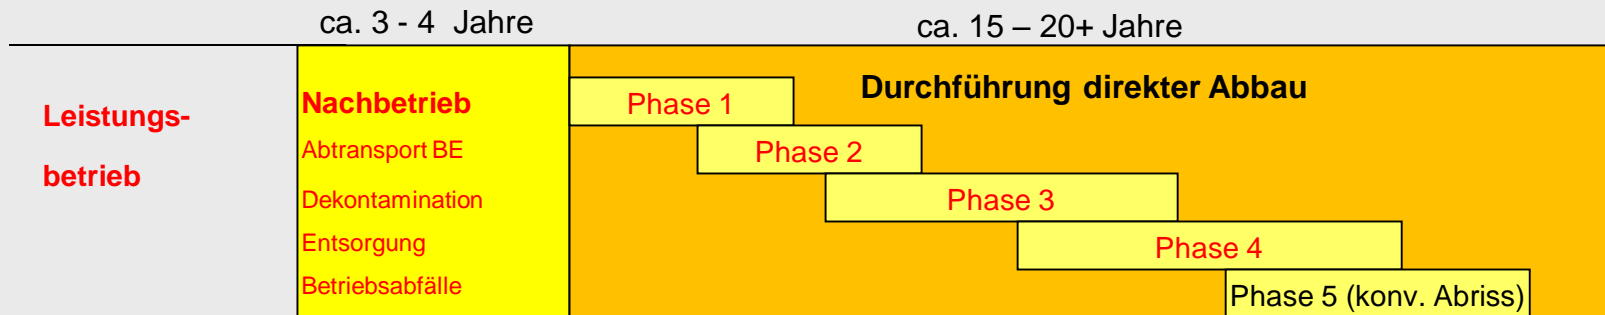 ca. 3 - 4 Jahre
ca. 15 – 20+ Jahre
Leistungs-
betrieb
Nachbetrieb
Abtransport BE
Dekontamination
Entsorgung
Betriebsabfälle
Durchführung direkter Abbau
Phase 1
Phase 2
Phase 3
Phase 4
Phase 5 (konv. Abriss)